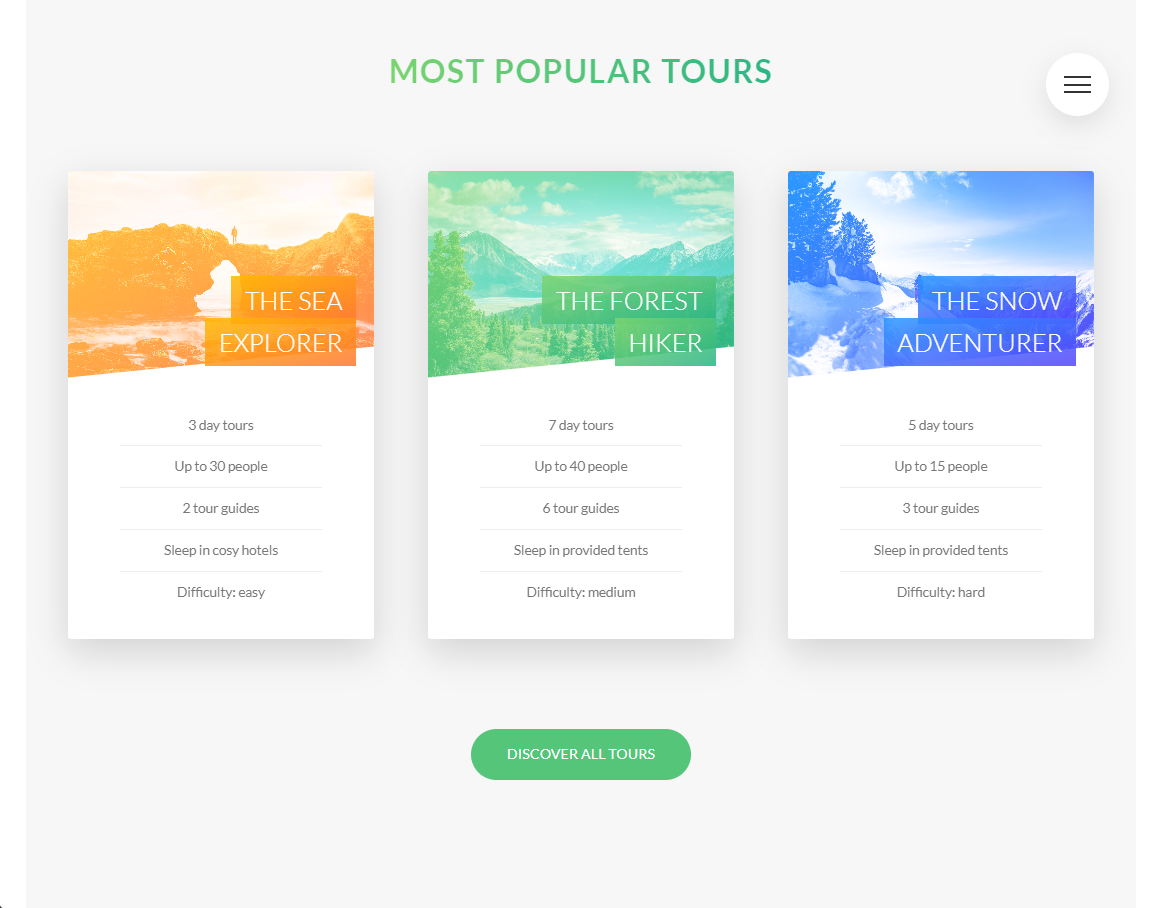 MOST POPULAR TOURS
THE SEA
EXPLORER
3 day tours
Up to 30 people
2 tour guides
Sleep in cosy hotels
Difficulty: easy
THE FOREST
HIKER
7 day tours
Up to 40 people
6 tour guides
Sleep in provided tents
Difficulty: medium
THE SNOW
ADVENTURER
5 day tours
Up to 15 people
3 tour guides
Sleep in provided tents
Difficulty: hard
DISCOVER ALL TOURS